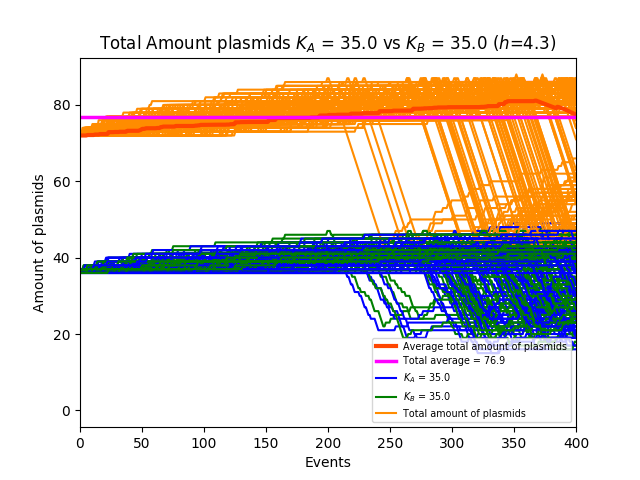 Total Amount plasmids K_A = 35.0 vs K_B = 35.0 (h=4.3)
Amount of plasmids
80
60
40
20
0
Average total amount of plasmids
Total average = 76.9
K_A = 35.0
K_B = 35.0
Total amount of plasmids
0 50 100 150 200 250 300 350 400
Events